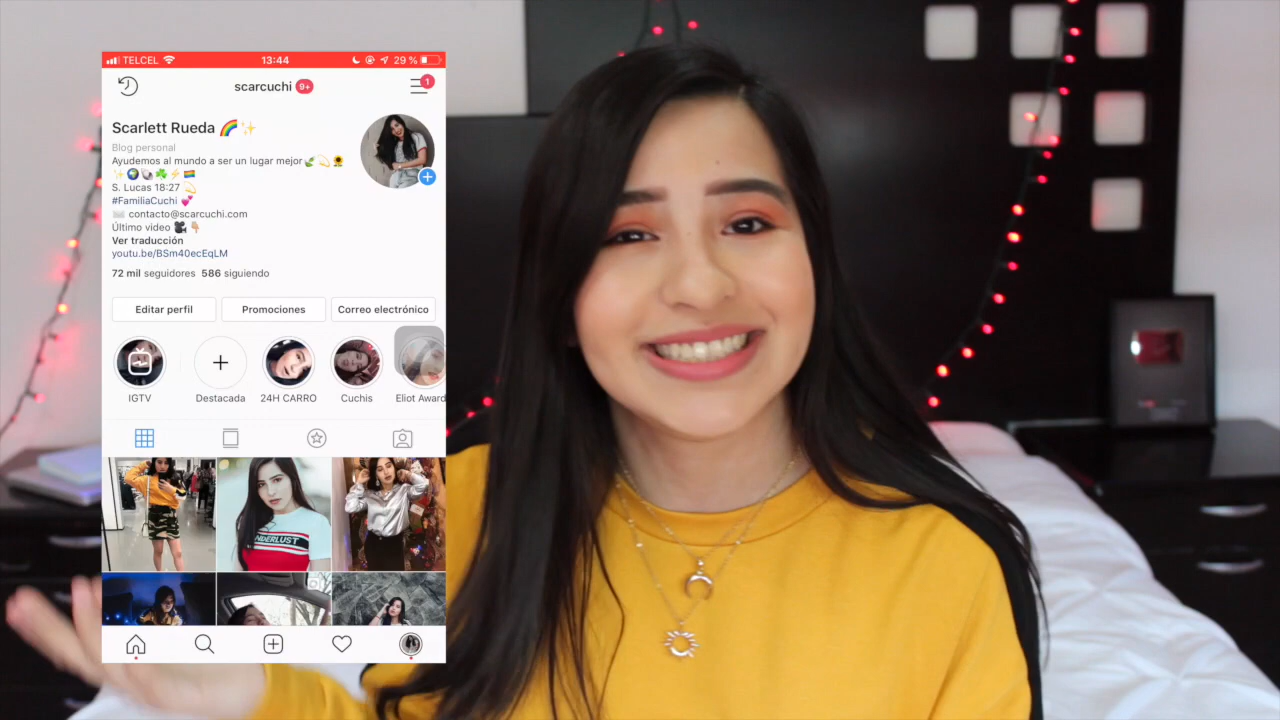 TELCEL 13:44 29 %
scarcuchi 9+ 1
Scarlett Rueda 🌈✨
Blog personal
Ayudemos al mundo a ser un lugar mejor🌿💫🌻
✨🌍🐚☘️⚡🏳️‍🌈
S. Lucas 18:27 💫
#FamiliaCuchi 💞
📨 contacto@scarcuchi.com
Último video 🎥👇🏼
Ver traducción
youtu.be/BSm40ecEqLM
72 mil seguidores 586 siguiendo
Editar perfil Promociones Correo electrónico
IGTV Destacada 24H CARRO Cuchis Eliot Award